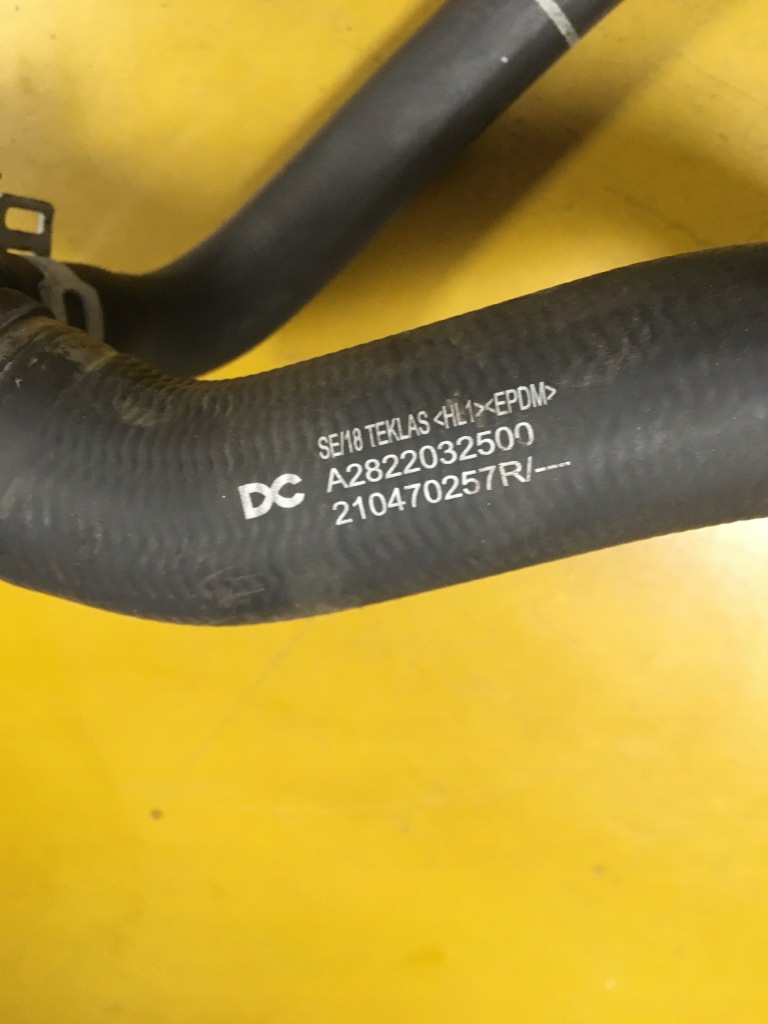 SE/18 TEKLAS <HL1><EPDM>
DC A2822032500
210470257R/---